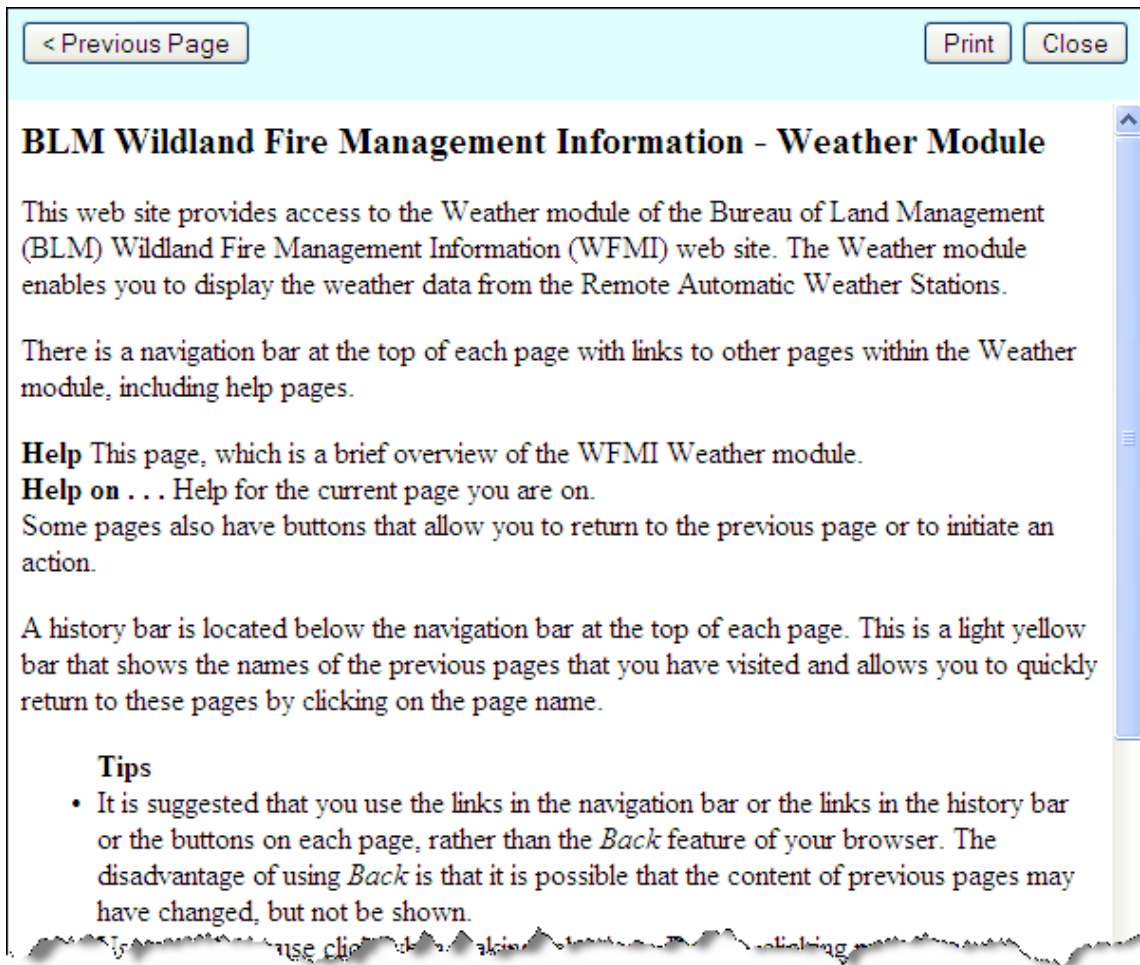 < Previous Page
Print
Close
BLM Wildland Fire Management Information - Weather Module
This web site provides access to the Weather module of the Bureau of Land Management
(BLM) Wildland Fire Management Information (WFMI) web site. The Weather module
enables you to display the weather data from the Remote Automatic Weather Stations.
There is a navigation bar at the top of each page with links to other pages within the Weather
module, including help pages.
Help This page, which is a brief overview of the WFMI Weather module.
Help on . . . Help for the current page you are on.
Some pages also have buttons that allow you to return to the previous page or to initiate an
action.
A history bar is located below the navigation bar at the top of each page. This is a light yellow
bar that shows the names of the previous pages that you have visited and allows you to quickly
return to these pages by clicking on the page name.
Tips
• It is suggested that you use the links in the navigation bar or the links in the history bar
or the buttons on each page, rather than the Back feature of your browser. The
disadvantage of using Back is that it is possible that the content of previous pages may
have changed, but not be shown.